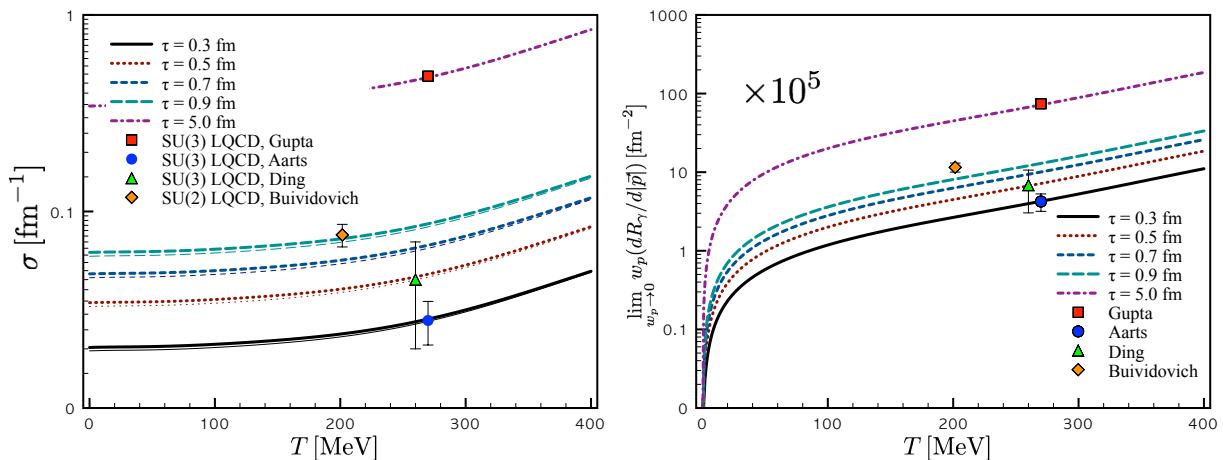 1
τ = 0.3 fm
τ = 0.5 fm
τ = 0.7 fm
τ = 0.9 fm
τ = 5.0 fm
SU(3) LQCD, Gupta
SU(3) LQCD, Aarts
SU(3) LQCD, Ding
SU(2) LQCD, Buividovich
σ [fm⁻¹]
0.1
0
0
100
200
300
400
T [MeV]
1000
100
10
1
0.1
0
×10⁵
lim w_p→0 w_p(dR_γ/d|p⃗|) [fm⁻²]
τ = 0.3 fm
τ = 0.5 fm
τ = 0.7 fm
τ = 0.9 fm
τ = 5.0 fm
Gupta
Aarts
Ding
Buividovich
0
100
200
300
400
T [MeV]